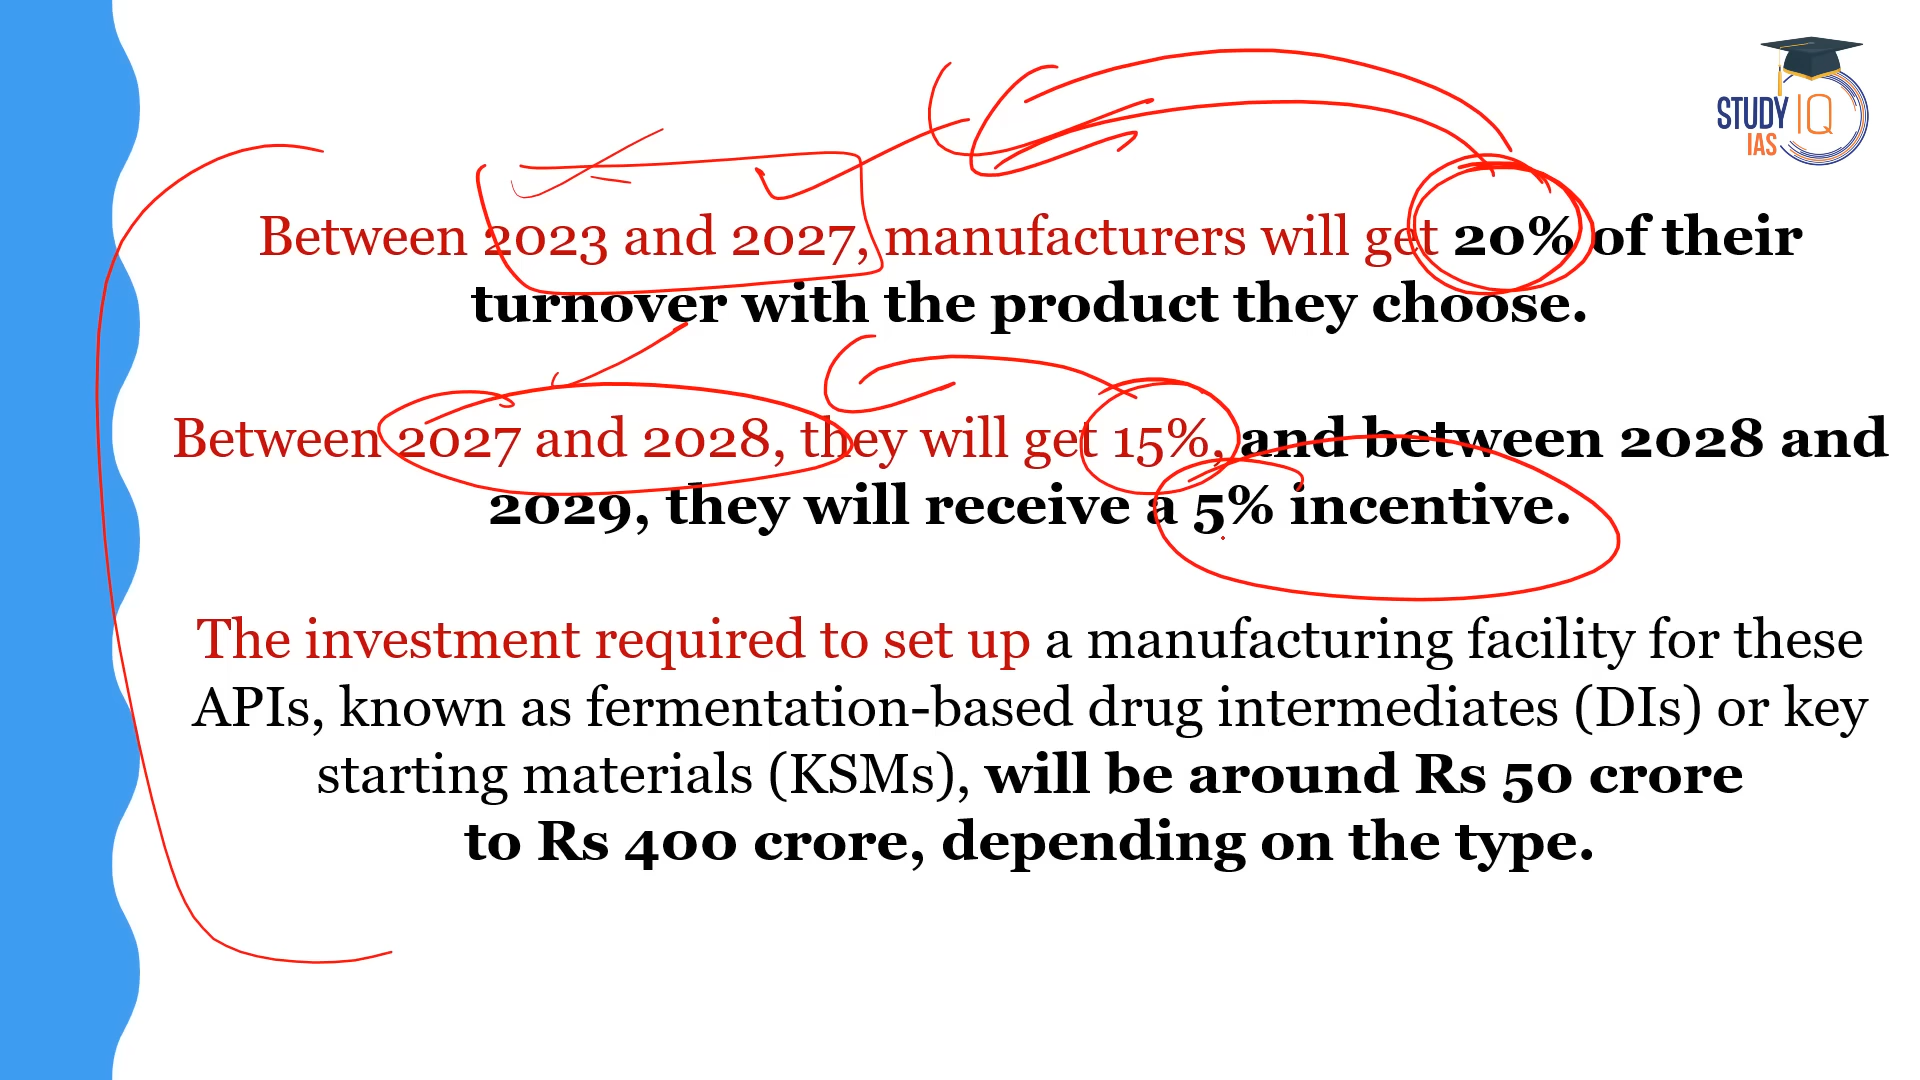 STUDY IQ
IAS
Between 2023 and 2027, manufacturers will get 20% of their
turnover with the product they choose.
Between 2027 and 2028, they will get 15%, and between 2028 and
2029, they will receive a 5% incentive.
The investment required to set up a manufacturing facility for these
APIs, known as fermentation-based drug intermediates (DIs) or key
starting materials (KSMs), will be around Rs 50 crore
to Rs 400 crore, depending on the type.